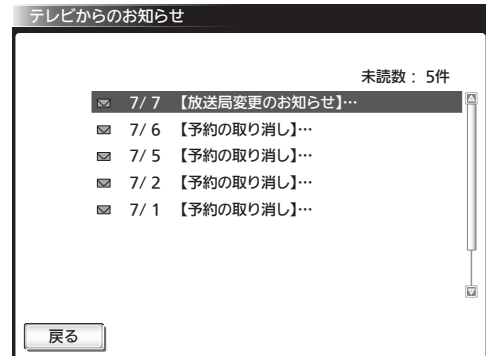 テレビからのお知らせ
未読数： 5件
7/ 7 【放送局変更のお知らせ】…
7/ 6 【予約の取り消し】…
7/ 5 【予約の取り消し】…
7/ 2 【予約の取り消し】…
7/ 1 【予約の取り消し】…
戻る